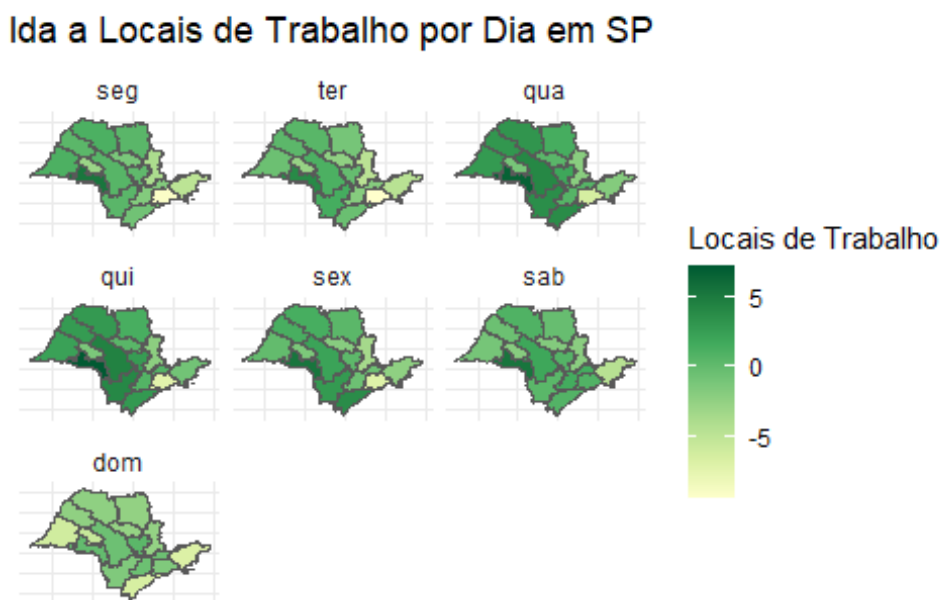 Ida a Locais de Trabalho por Dia em SP
seg ter qua
qui sex sab
dom
Locais de Trabalho
5
0
-5